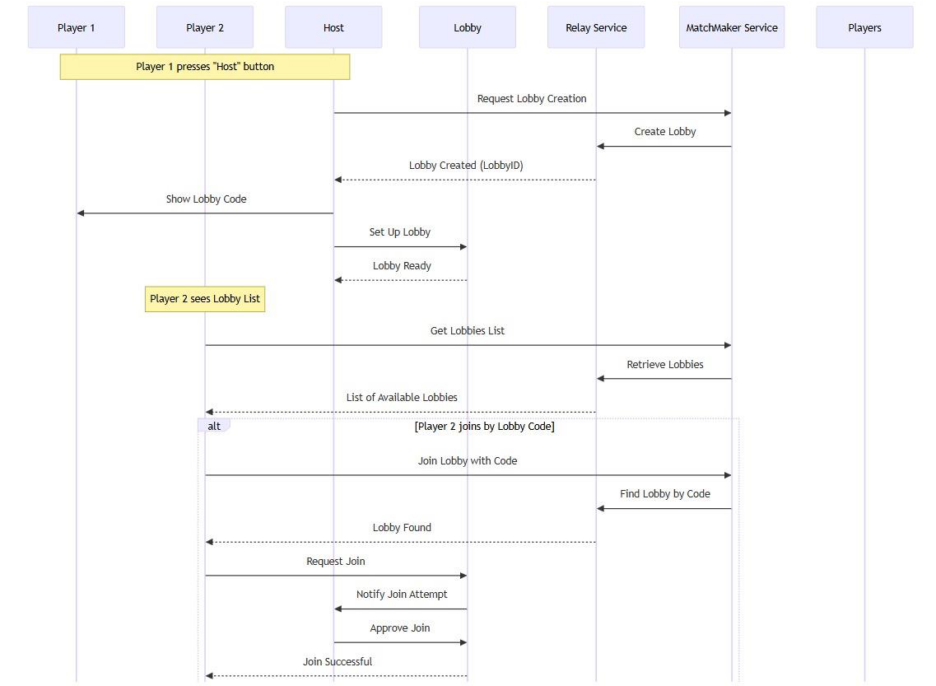 Player 1
Player 2
Host
Lobby
Relay Service
MatchMaker Service
Players
Player 1 presses "Host" button
Request Lobby Creation
Create Lobby
Lobby Created (LobbyID)
Show Lobby Code
Set Up Lobby
Lobby Ready
Player 2 sees Lobby List
Get Lobbies List
Retrieve Lobbies
List of Available Lobbies
alt
[Player 2 joins by Lobby Code]
Join Lobby with Code
Find Lobby by Code
Lobby Found
Request Join
Notify Join Attempt
Approve Join
Join Successful